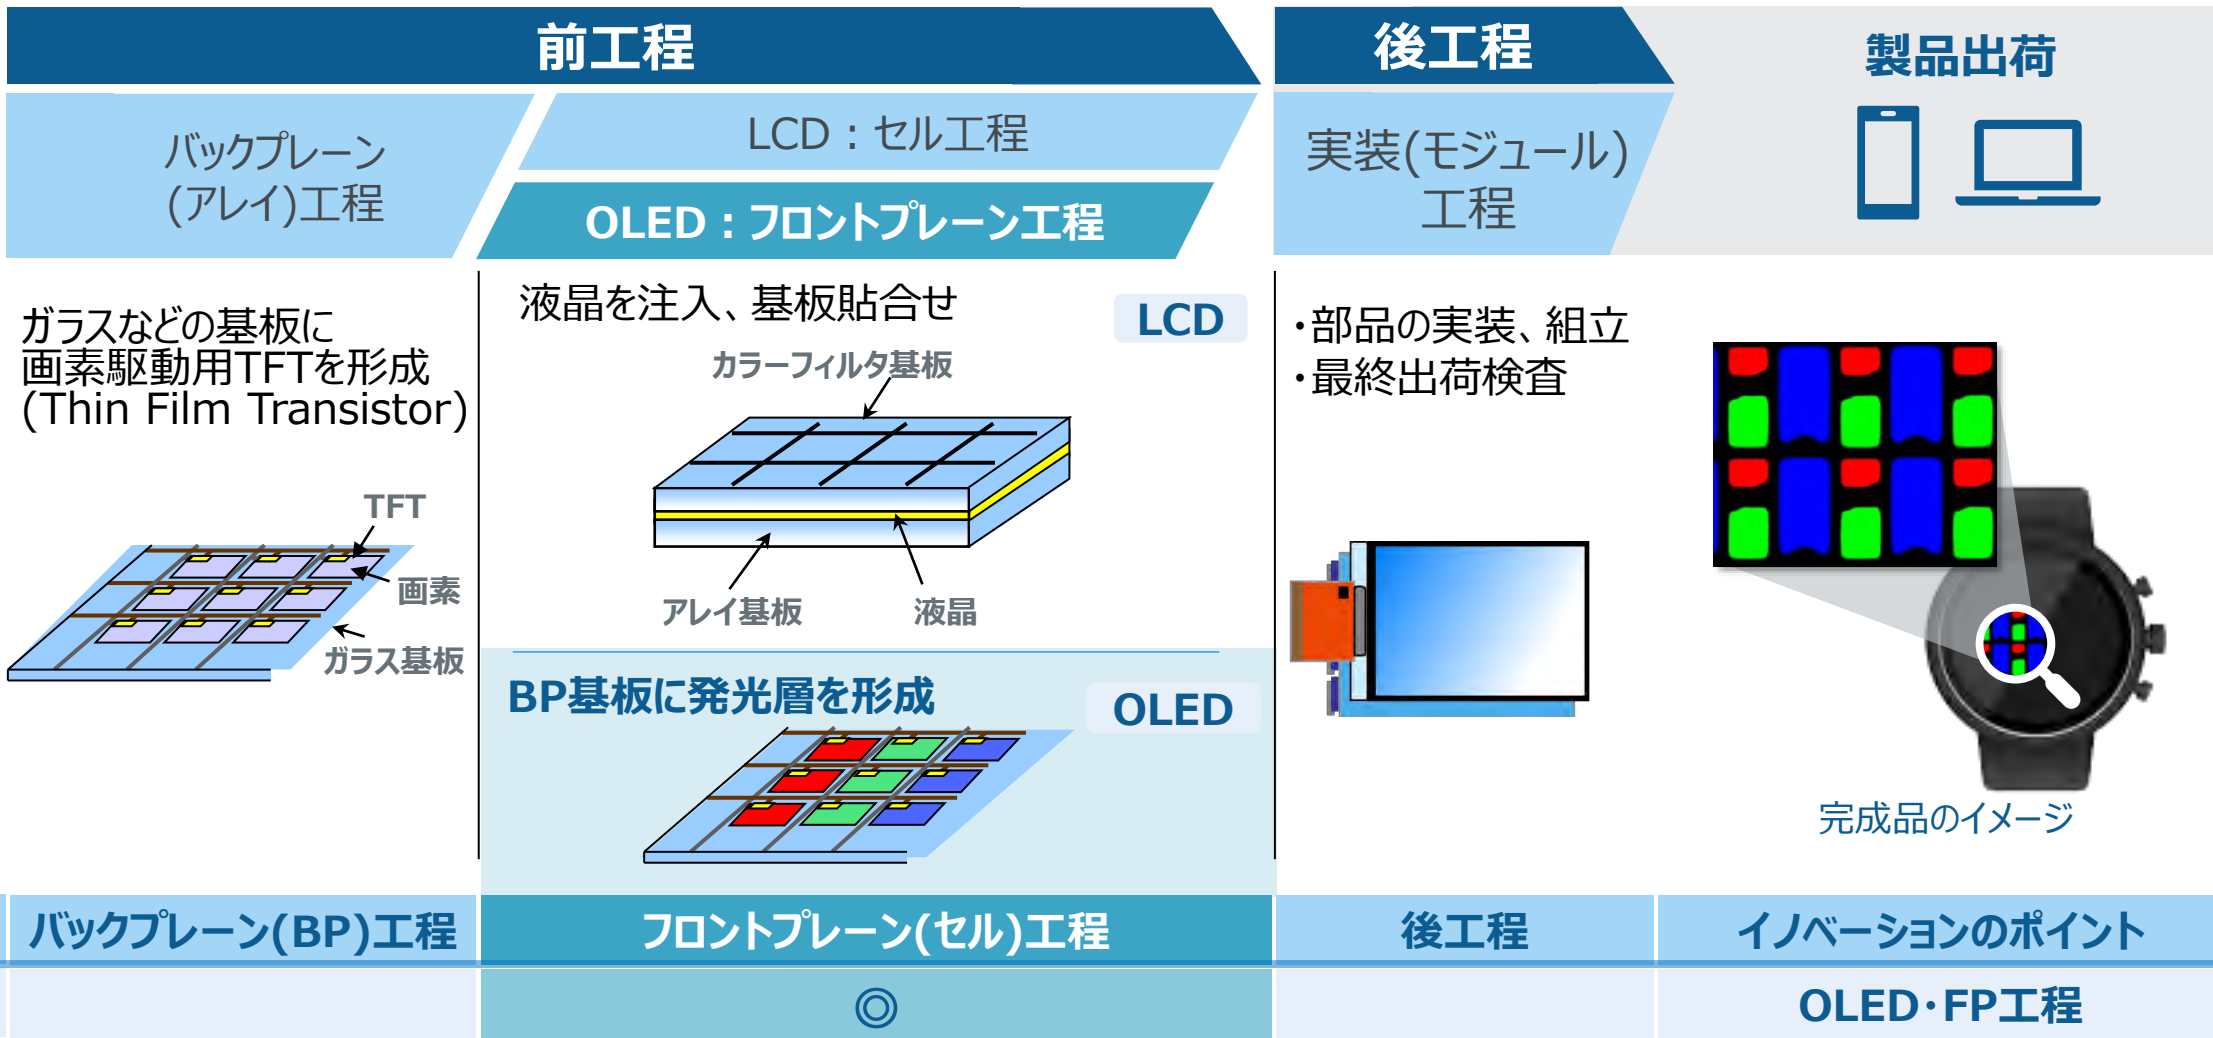 前工程
後工程
製品出荷
バックプレーン
(アレイ)工程
LCD：セル工程
OLED：フロントプレーン工程
実装(モジュール)
工程
ガラスなどの基板に
画素駆動用TFTを形成
(Thin Film Transistor)
TFT
画素
ガラス基板
液晶を注入、基板貼合せ
LCD
カラーフィルタ基板
アレイ基板
液晶
BP基板に発光層を形成
OLED
・部品の実装、組立
・最終出荷検査
完成品のイメージ
バックプレーン(BP)工程
フロントプレーン(セル)工程
後工程
イノベーションのポイント
◎
OLED・FP工程